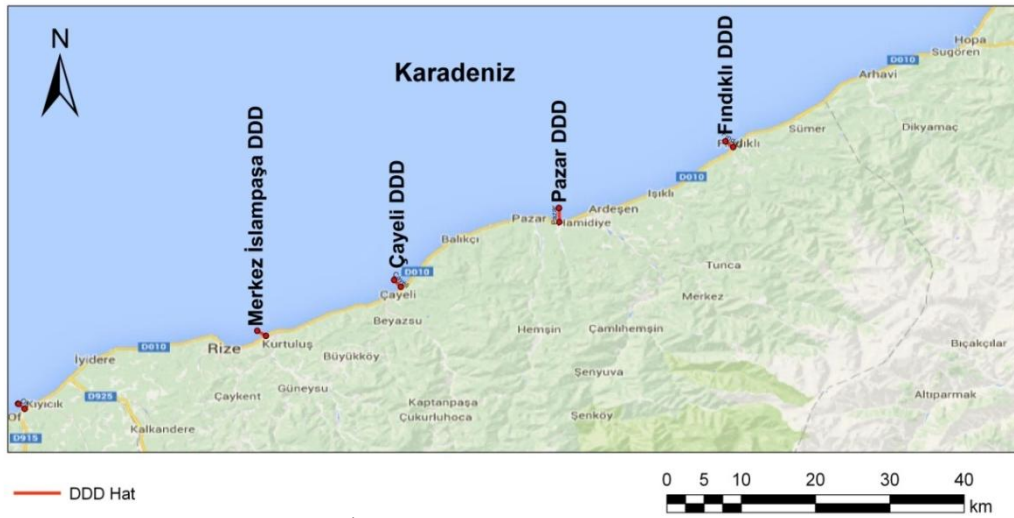 N
Karadeniz
Merkez İslampaşa DDD
Çayeli DDD
Pazar DDD
Fındıklı DDD
Hopa
Sugören
D010
Arhavi
Sümer
Dikyamaç
D010
Işıklı
Ardeşen
Pazar
Balıkçı
D010
Çayeli
Tunca
Merkez
Beyazsu
Hemşin
Çamlıhemşin
Bıçakçılar
Kurtuluş
Rize
D010
İyidere
Büyükköy
Güneysu
Şenyuva
Çaykent
Kaptanpaşa
Çukurluhoca
Şenköy
Altıparmak
D925
Kıyıcık
Of
Kalkandere
D915
DDD Hat
0 5 10 20 30 40
km